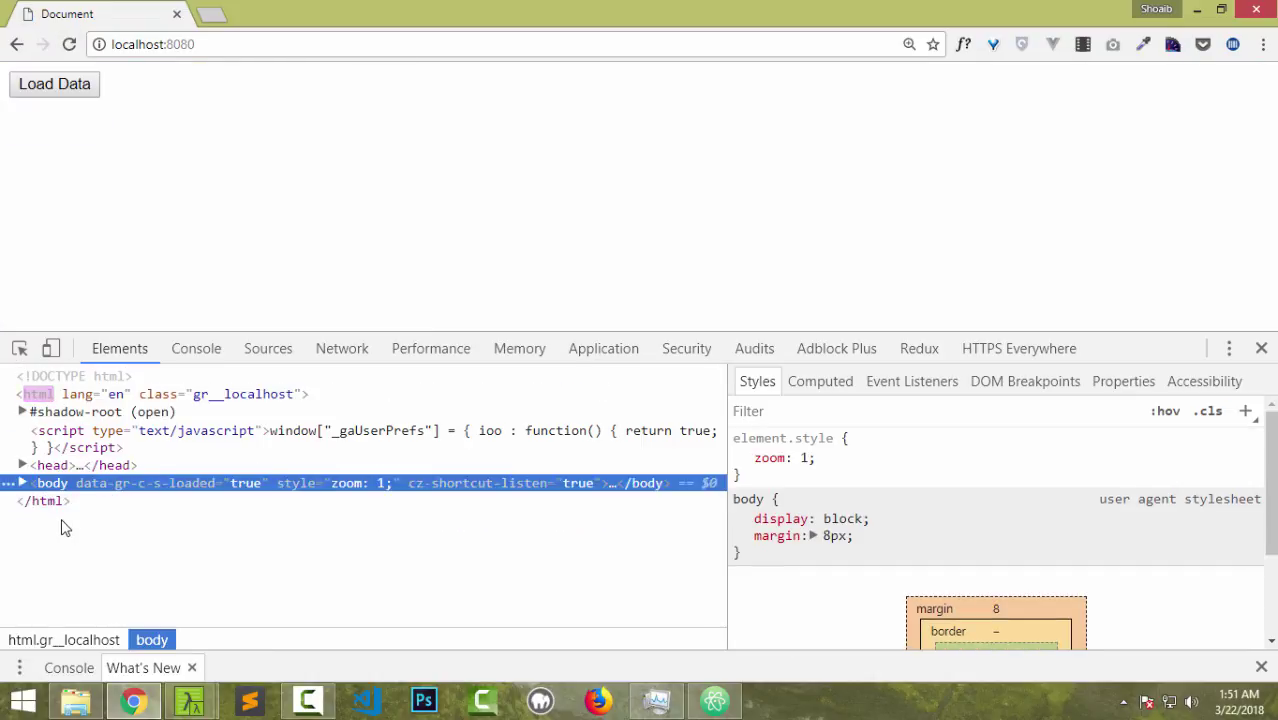 Document
Shoaib
localhost:8080
f?
Load Data
Elements Console Sources Network Performance Memory Application Security Audits Adblock Plus Redux HTTPS Everywhere
<!DOCTYPE html>
<html lang="en" class="gr__localhost">
#shadow-root (open)
<script type="text/javascript">window["_gaUserPrefs"] = { ioo : function() { return true;
} }</script>
<head>…</head>
<body data-gr-c-s-loaded="true" style="zoom: 1;" cz-shortcut-listen="true">…</body> == $0
</html>
html.gr__localhost body
Styles Computed Event Listeners DOM Breakpoints Properties Accessibility
Filter :hov .cls +
element.style {
zoom: 1;
}
body { user agent stylesheet
display: block;
margin: 8px;
}
margin 8
border –
Console What's New
Ps
1:51 AM
3/22/2018